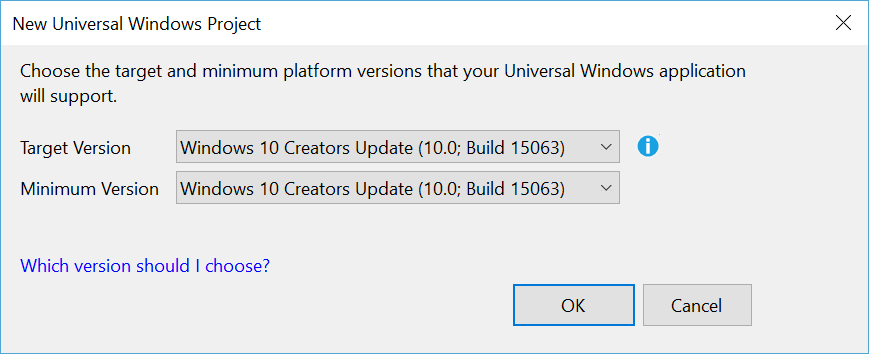 New Universal Windows Project
Choose the target and minimum platform versions that your Universal Windows application
will support.
Target Version Windows 10 Creators Update (10.0; Build 15063)
Minimum Version Windows 10 Creators Update (10.0; Build 15063)
Which version should I choose?
OK Cancel